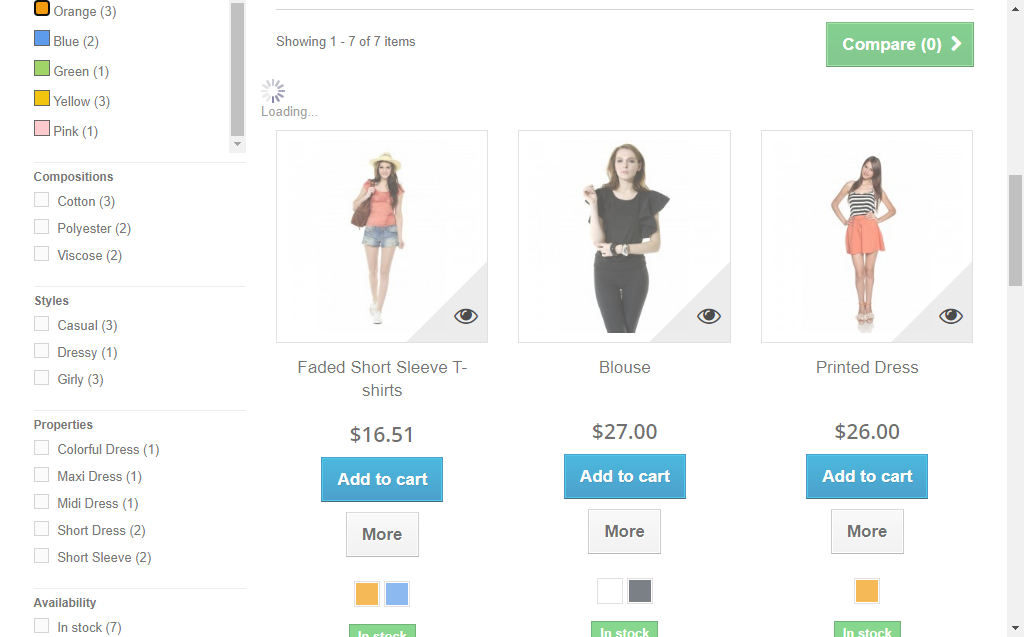 Orange (3)
Blue (2)
Green (1)
Yellow (3)
Pink (1)
Compositions
Cotton (3)
Polyester (2)
Viscose (2)
Styles
Casual (3)
Dressy (1)
Girly (3)
Properties
Colorful Dress (1)
Maxi Dress (1)
Midi Dress (1)
Short Dress (2)
Short Sleeve (2)
Availability
In stock (7)
Showing 1 - 7 of 7 items
Compare (0)
Loading...
Faded Short Sleeve T-
shirts
$16.51
Add to cart
More
In stock
Blouse
$27.00
Add to cart
More
In stock
Printed Dress
$26.00
Add to cart
More
In stock